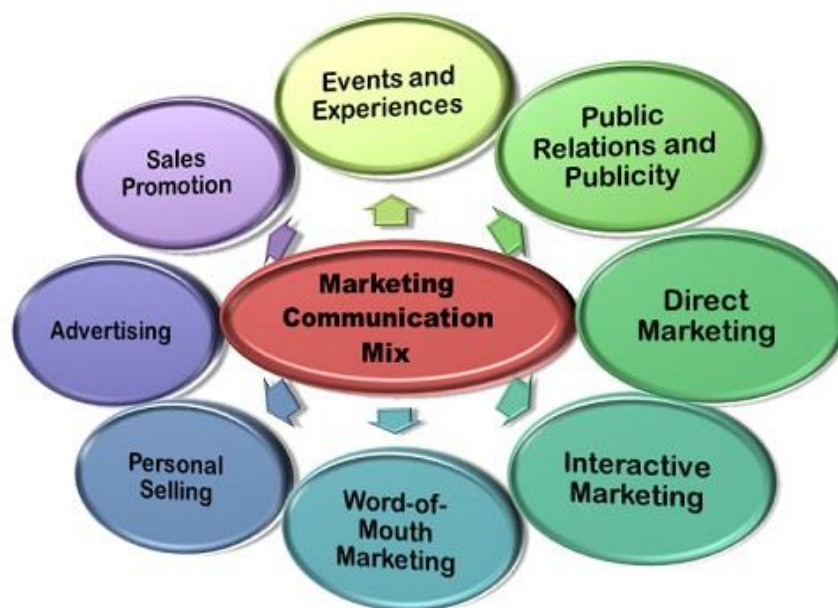 Events and
Experiences
Public
Relations and
Publicity
Sales
Promotion
Marketing
Communication
Mix
Direct
Marketing
Advertising
Personal
Selling
Interactive
Marketing
Word-of-
Mouth
Marketing